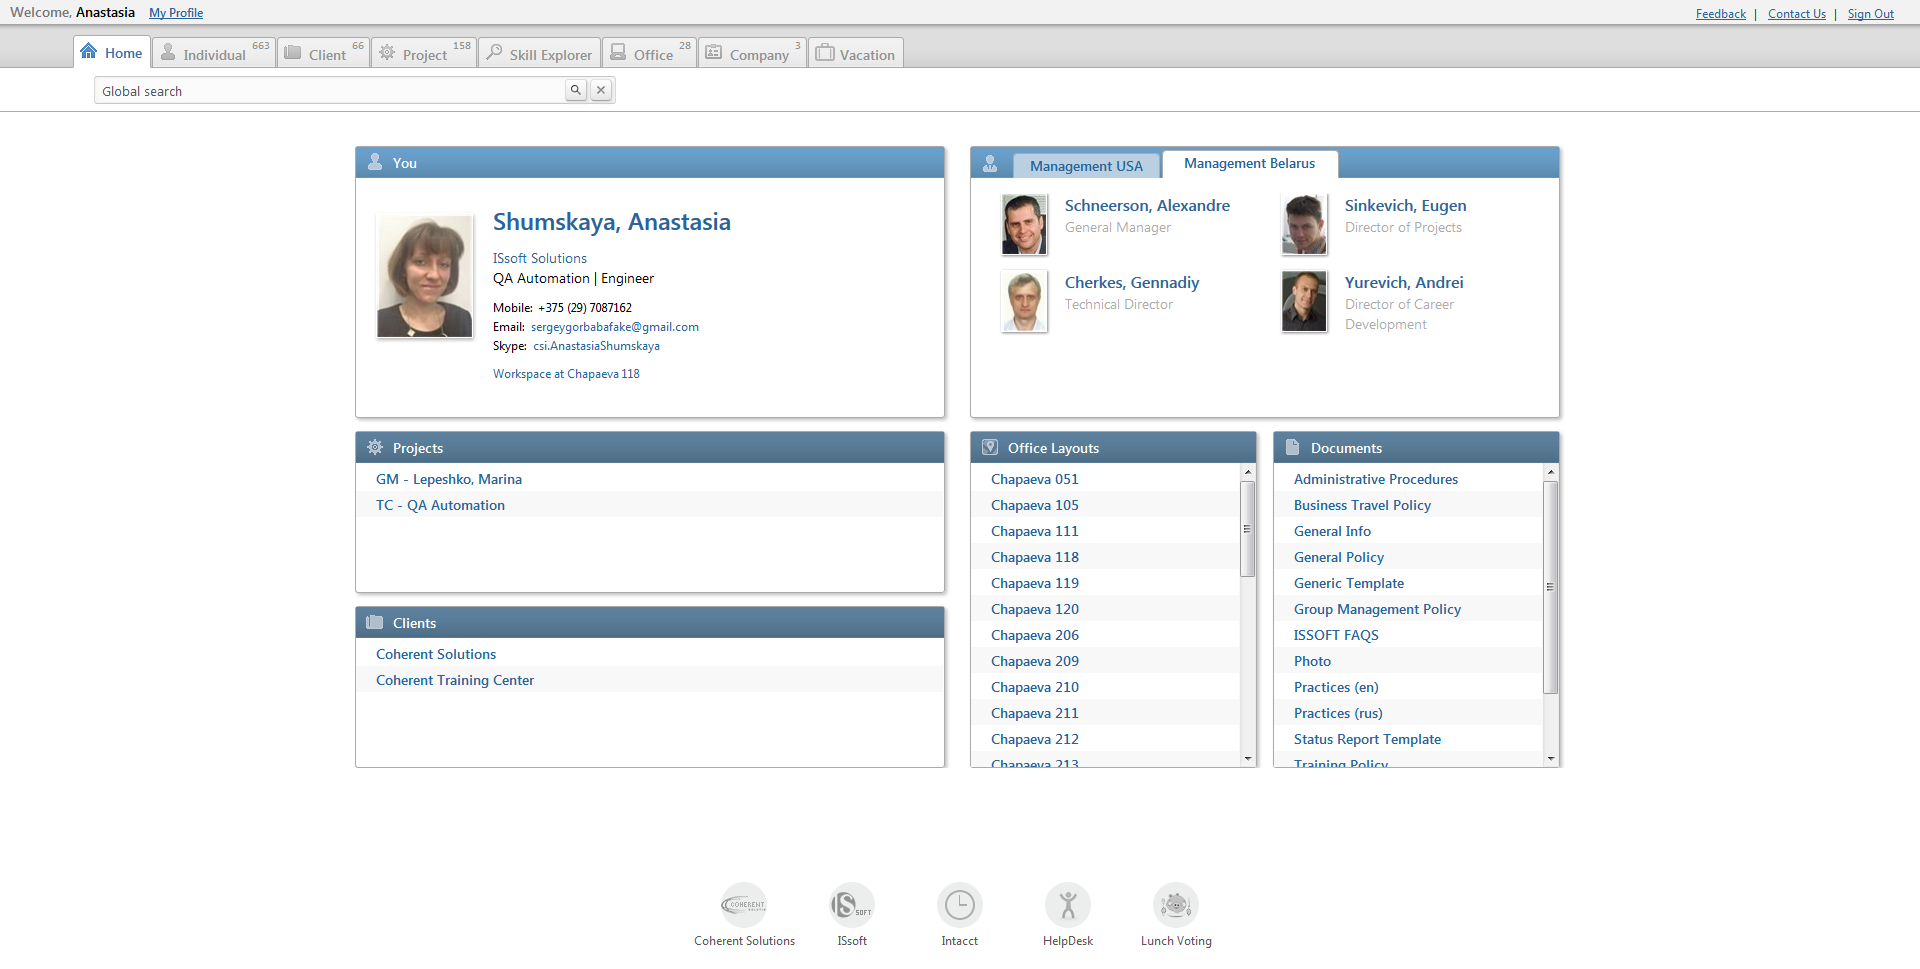 Welcome, Anastasia My Profile
Feedback | Contact Us | Sign Out
Home
Individual 663
Client 66
Project 158
Skill Explorer
Office 28
Company 3
Vacation
Global search
You
Shumskaya, Anastasia
ISsoft Solutions
QA Automation | Engineer
Mobile: +375 (29) 7087162
Email: sergeygorbabafake@gmail.com
Skype: csi.AnastasiaShumskaya
Workspace at Chapaeva 118
Management USA
Management Belarus
Schneerson, Alexandre
General Manager
Sinkevich, Eugen
Director of Projects
Cherkes, Gennadiy
Technical Director
Yurevich, Andrei
Director of Career
Development
Projects
GM - Lepeshko, Marina
TC - QA Automation
Clients
Coherent Solutions
Coherent Training Center
Office Layouts
Chapaeva 051
Chapaeva 105
Chapaeva 111
Chapaeva 118
Chapaeva 119
Chapaeva 120
Chapaeva 206
Chapaeva 209
Chapaeva 210
Chapaeva 211
Chapaeva 212
Chapaeva 213
Documents
Administrative Procedures
Business Travel Policy
General Info
General Policy
Generic Template
Group Management Policy
ISSOFT FAQS
Photo
Practices (en)
Practices (rus)
Status Report Template
Training Policy
COHERENT
IS SOFT
Coherent Solutions
ISsoft
Intacct
HelpDesk
Lunch Voting